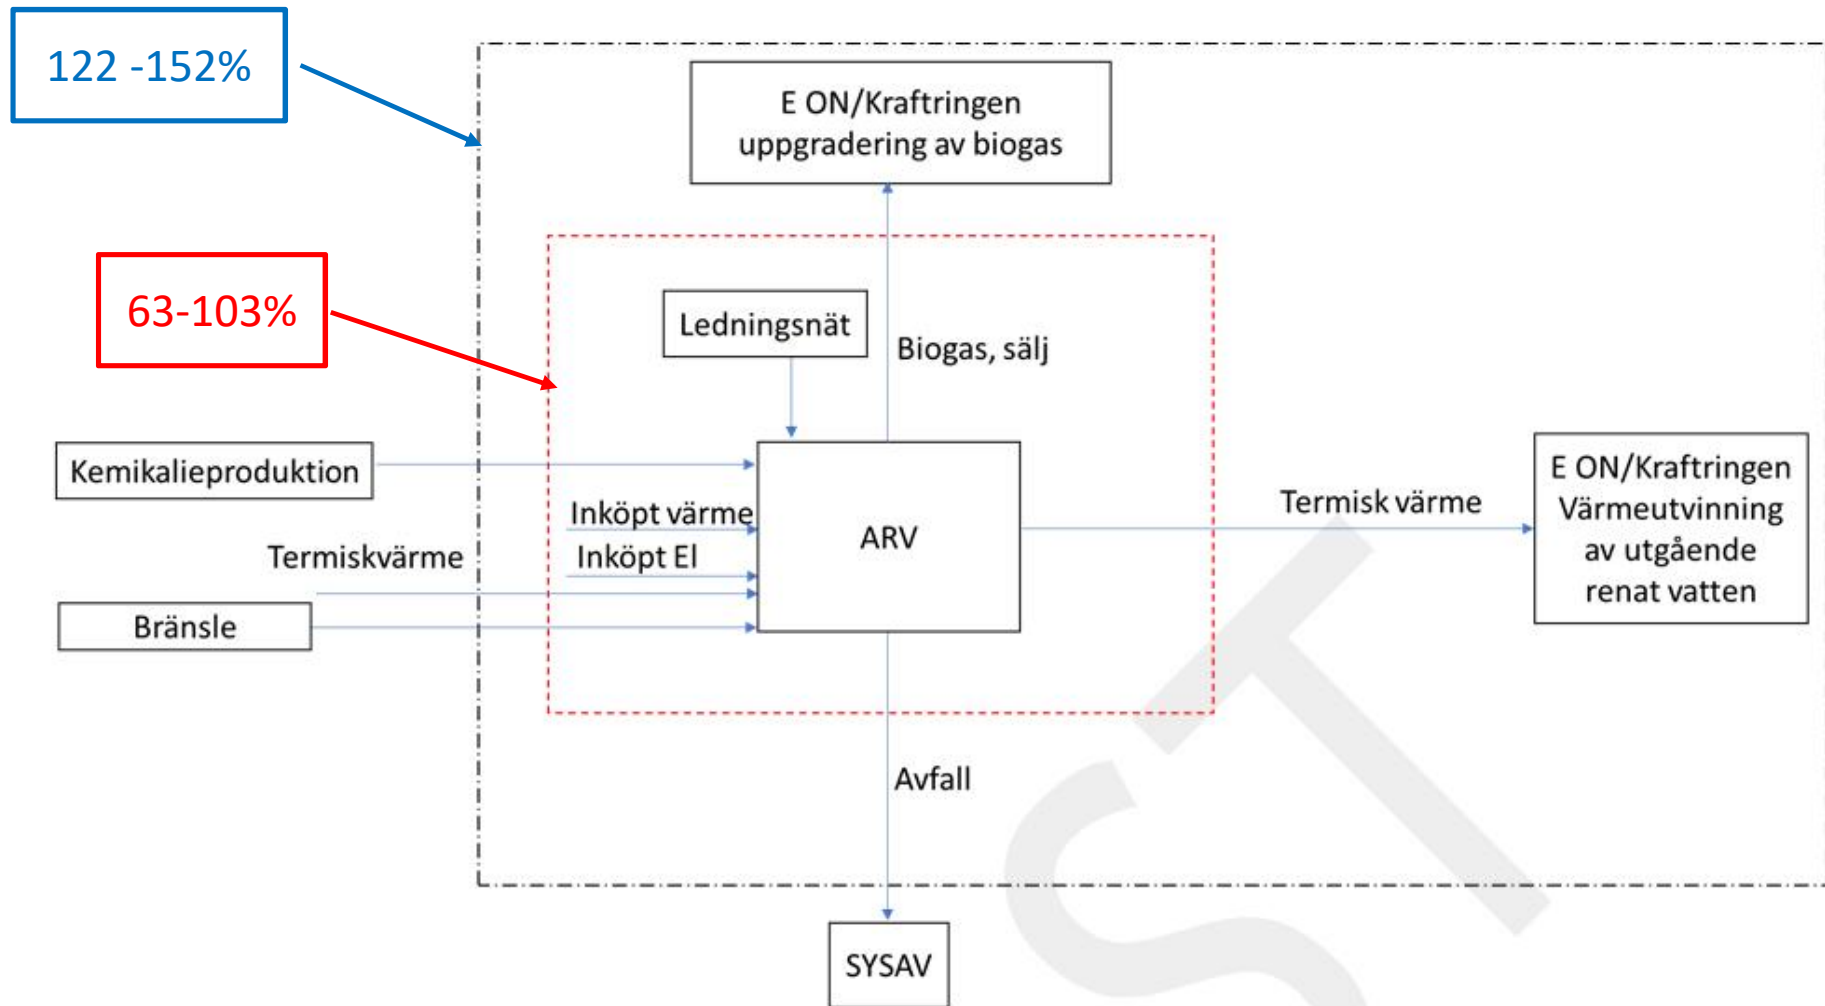 122 -152%
E ON/Kraftringen
uppgradering av biogas
63-103%
Ledningsnät
Biogas, sälj
Kemikalieproduktion
Inköpt värme
Termiskvärme
Inköpt El
ARV
Termisk värme
E ON/Kraftringen
Värmeutvinning
av utgående
renat vatten
Bränsle
Avfall
SYSAV
ST